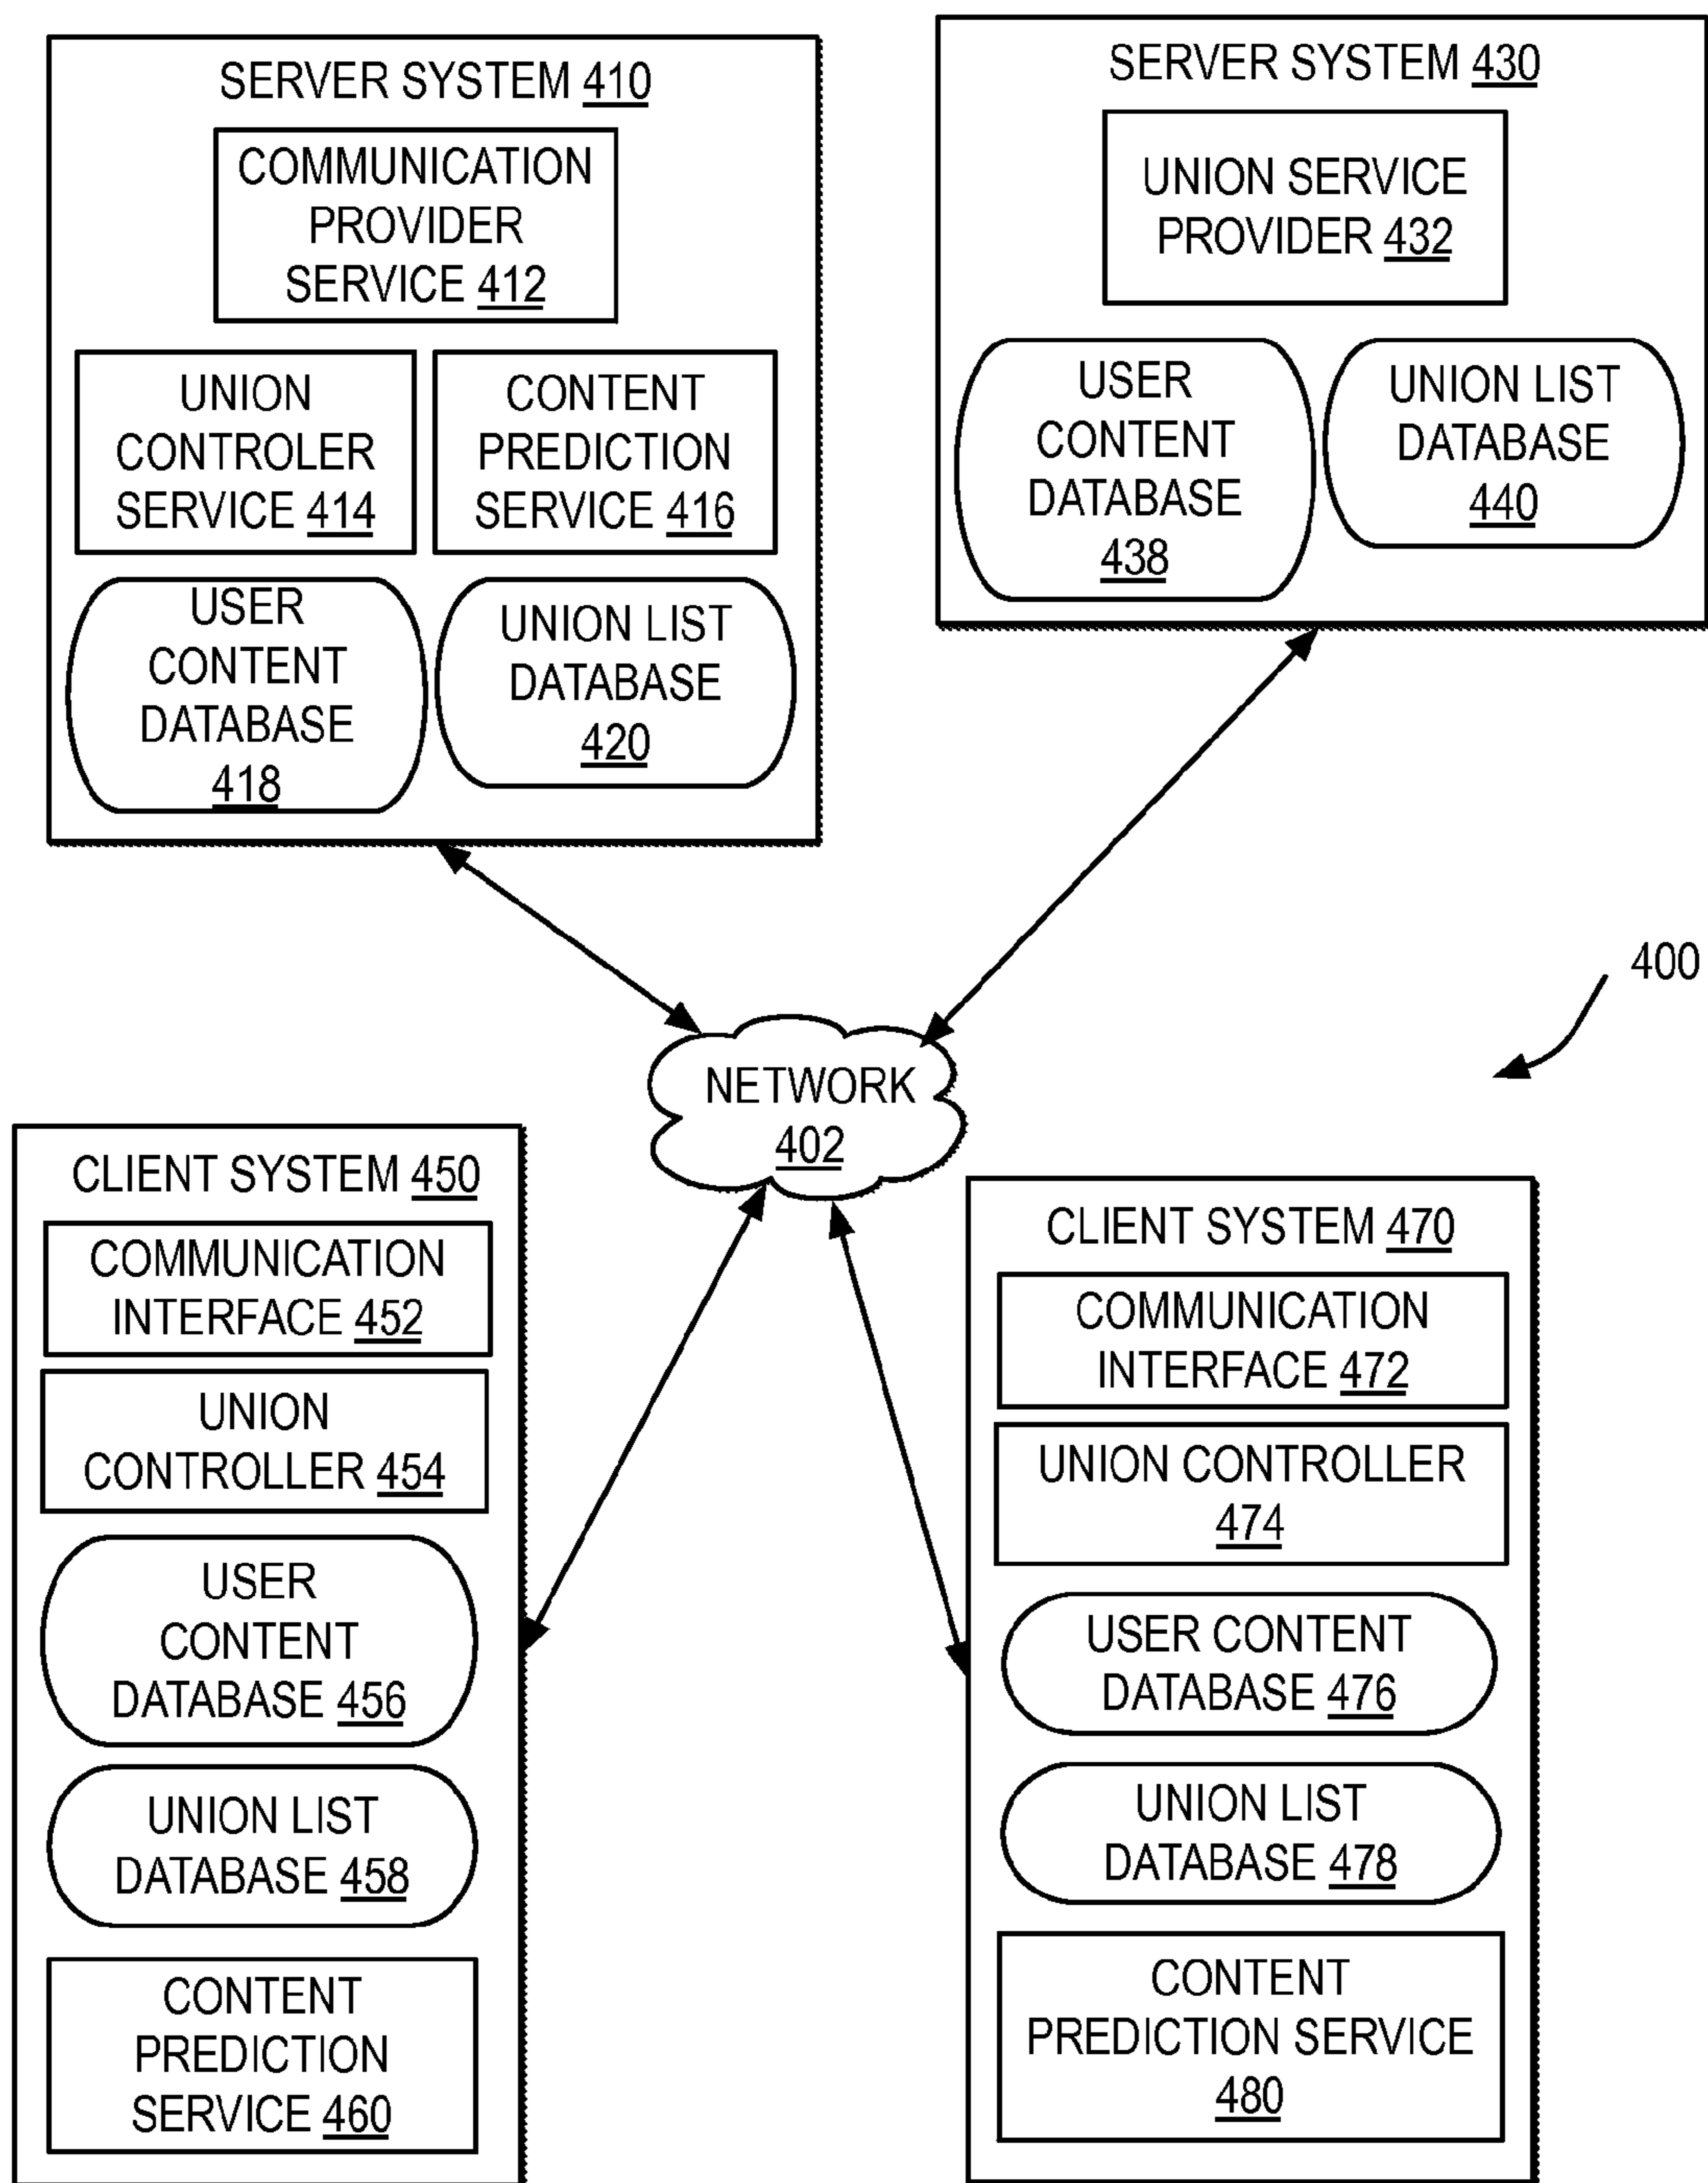 SERVER SYSTEM 410
COMMUNICATION
PROVIDER
SERVICE 412
UNION
CONTROLER
SERVICE 414
CONTENT
PREDICTION
SERVICE 416
USER
CONTENT
DATABASE
418
UNION LIST
DATABASE
420
SERVER SYSTEM 430
UNION SERVICE
PROVIDER 432
USER
CONTENT
DATABASE
438
UNION LIST
DATABASE
440
400
NETWORK
402
CLIENT SYSTEM 450
COMMUNICATION
INTERFACE 452
UNION
CONTROLLER 454
USER
CONTENT
DATABASE 456
UNION LIST
DATABASE 458
CONTENT
PREDICTION
SERVICE 460
CLIENT SYSTEM 470
COMMUNICATION
INTERFACE 472
UNION CONTROLLER
474
USER CONTENT
DATABASE 476
UNION LIST
DATABASE 478
CONTENT
PREDICTION SERVICE
480